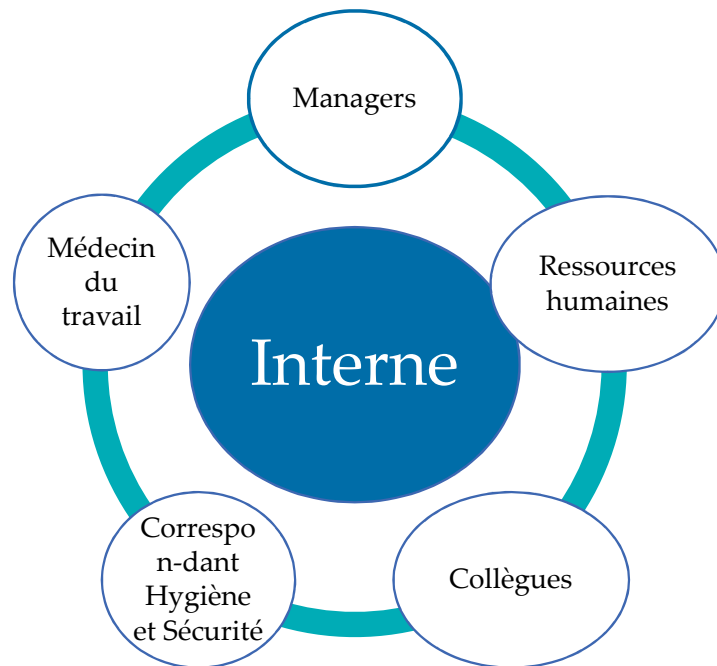 Managers
Ressources
humaines
Collègues
Correspo
n-dant
Hygiène
et Sécurité
Médecin
du
travail
Interne